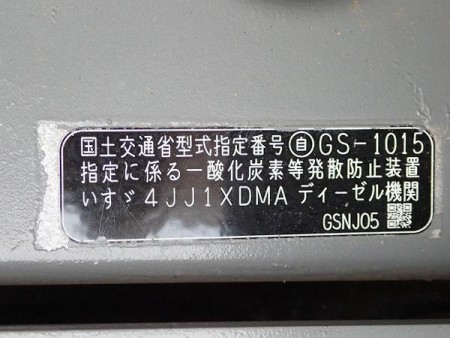 国土交通省型式指定番号㊀GS-1015
指定に係る一酸化炭素等発散防止装置
いすゞ4JJ1XDMAディーゼル機関
GSNJ05